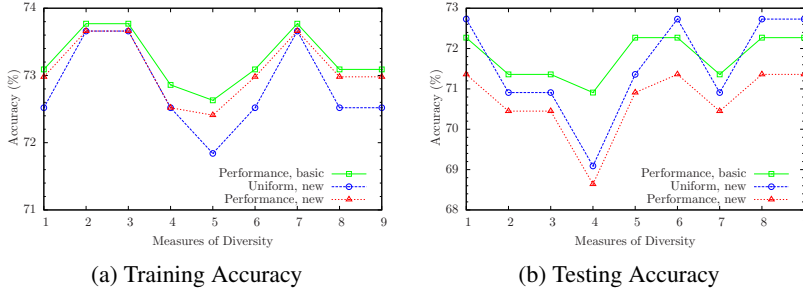 74
73
72
71
Accuracy (%)
Performance, basic
Uniform, new
Performance, new
1 2 3 4 5 6 7 8 9
Measures of Diversity
(a) Training Accuracy
73
72
71
70
69
68
Accuracy (%)
Performance, basic
Uniform, new
Performance, new
1 2 3 4 5 6 7 8
Measures of Diversity
(b) Testing Accuracy